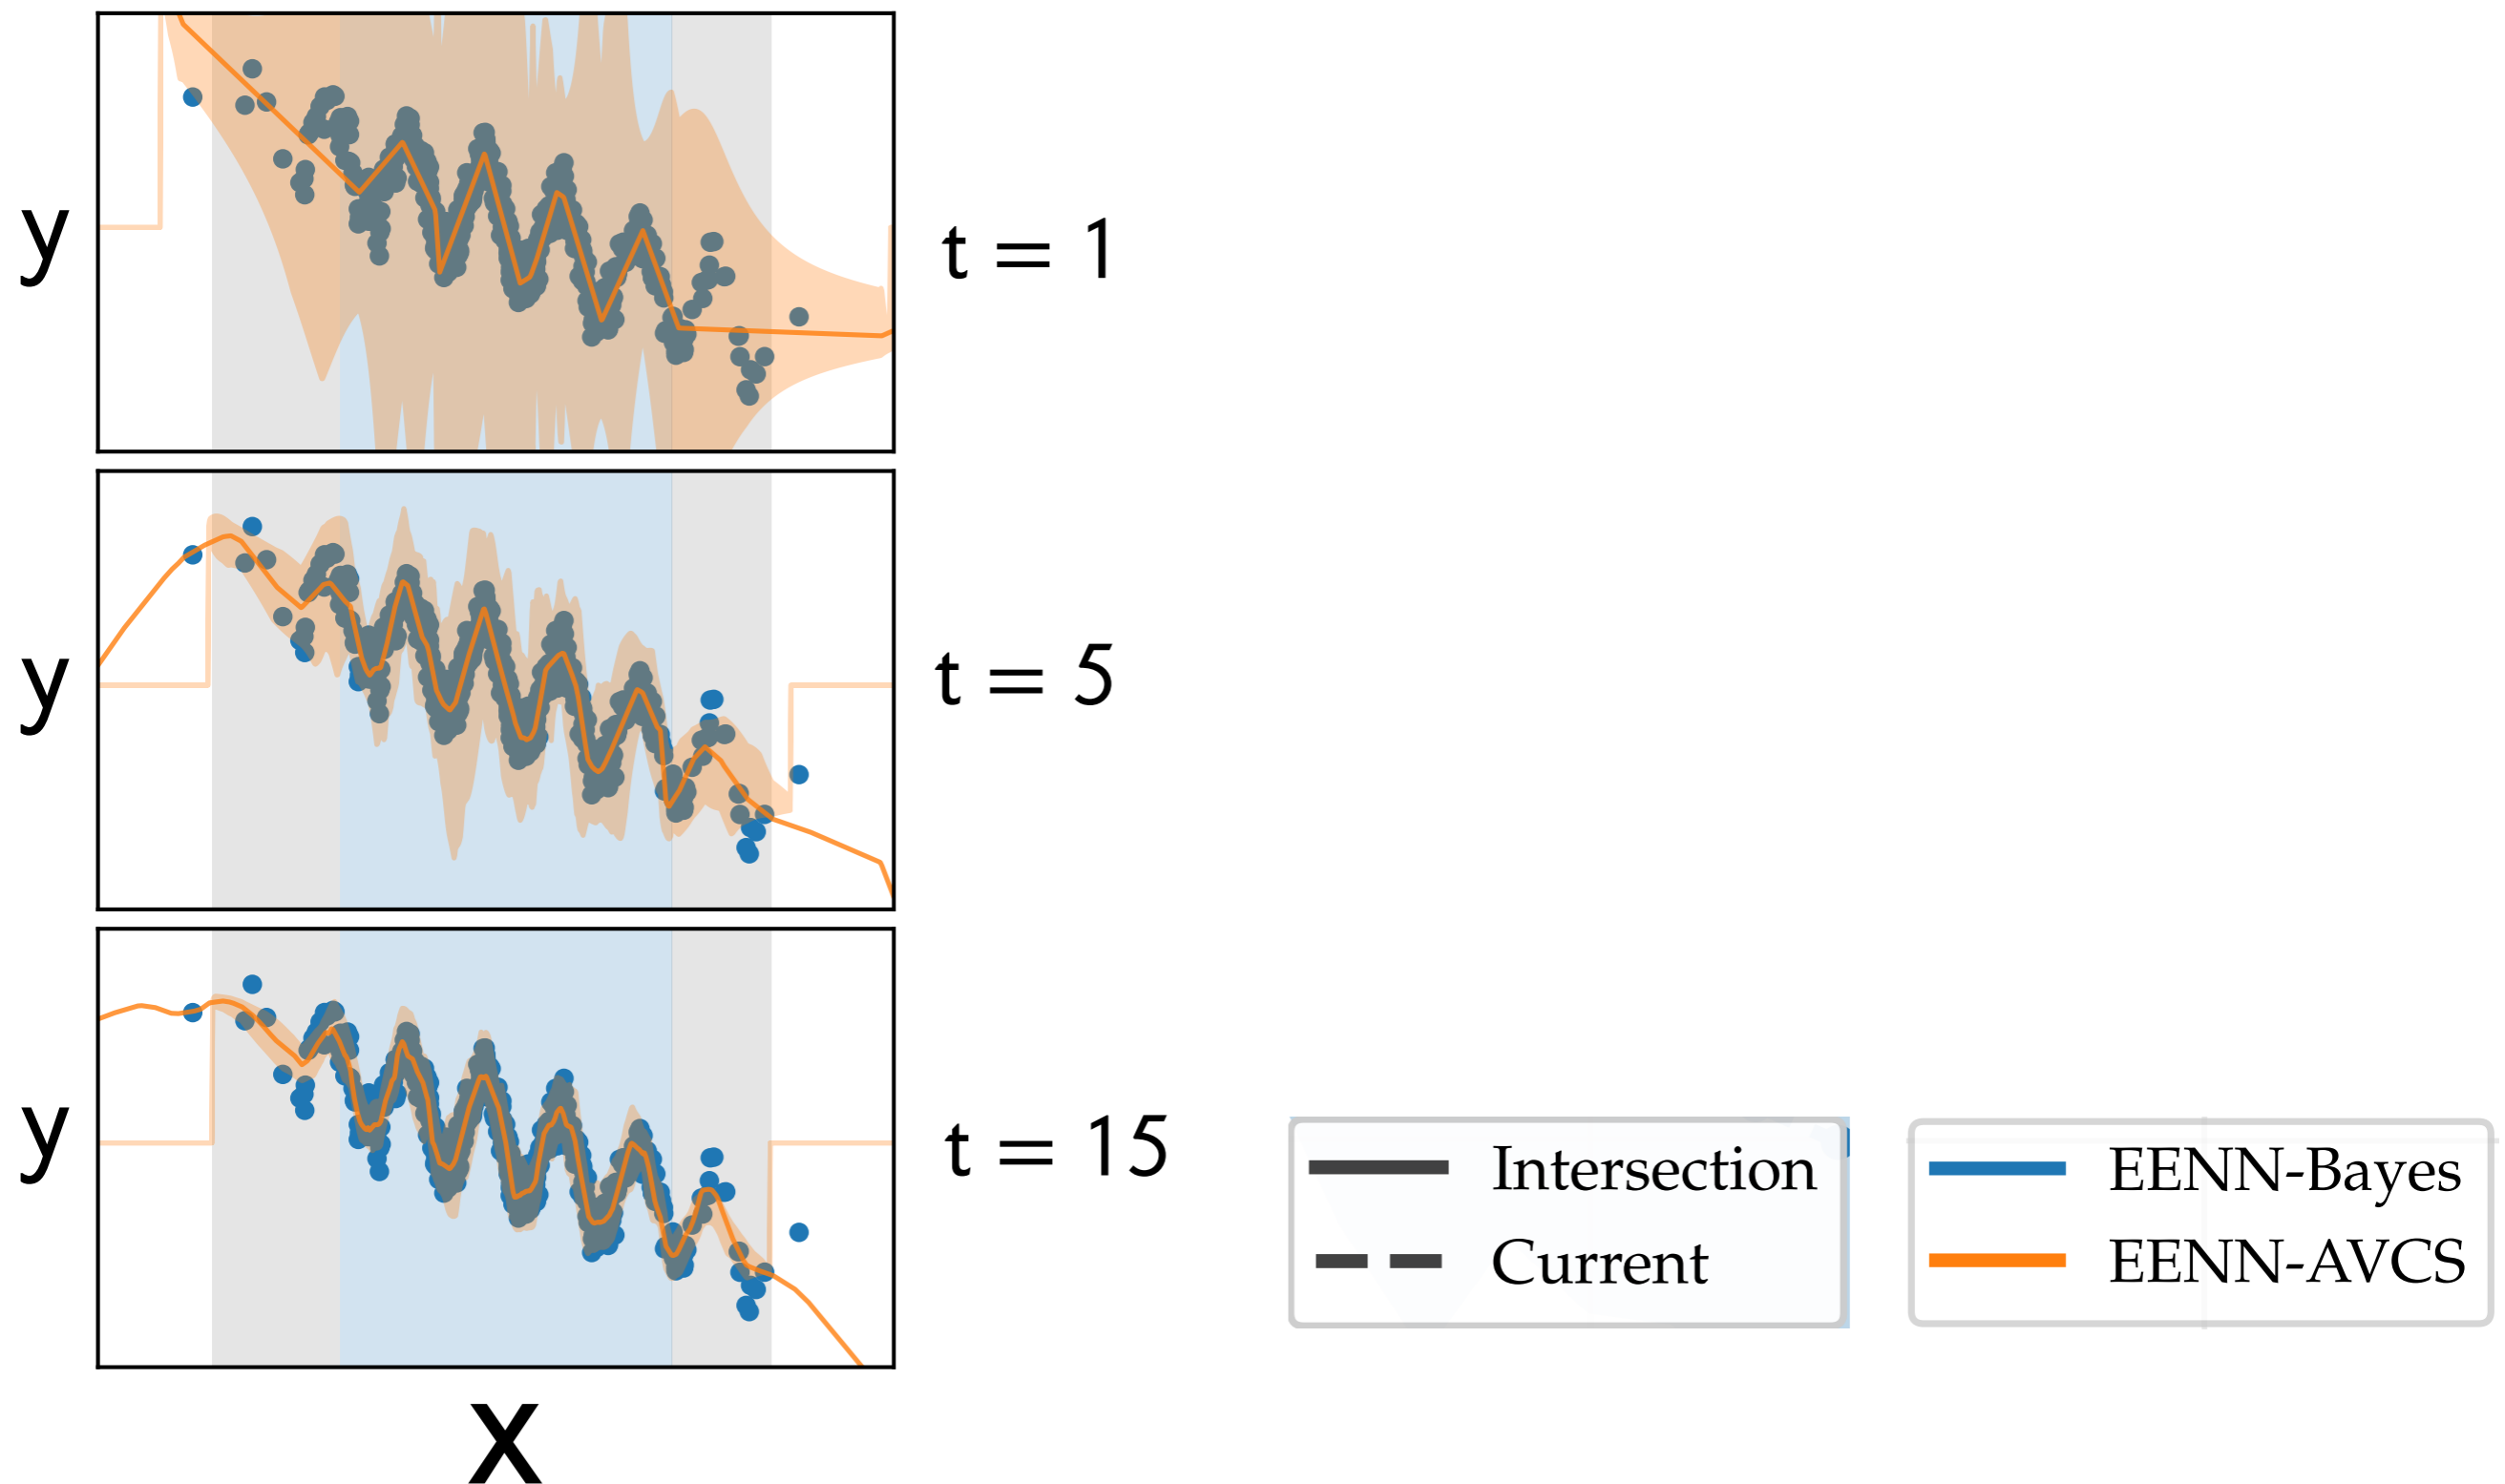 y
t = 1
y
t = 5
y
t = 15
x
Intersection
Current
EENN-Bayes
EENN-AVCS